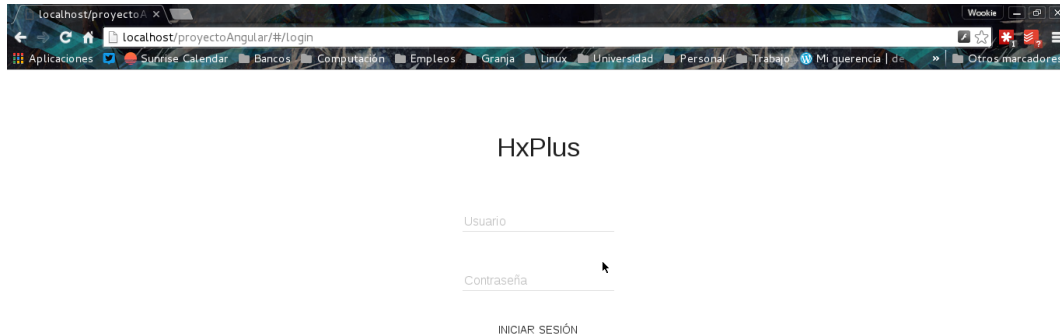 localhost/proyectoA
Wookie
localhost/proyectoAngular/#/login
Aplicaciones Sunrise Calendar Bancos Computación Empleos Granja Linux Universidad Personal Trabajo Mi querencia | de » Otros marcadores
HxPlus
Usuario
Contraseña
INICIAR SESIÓN